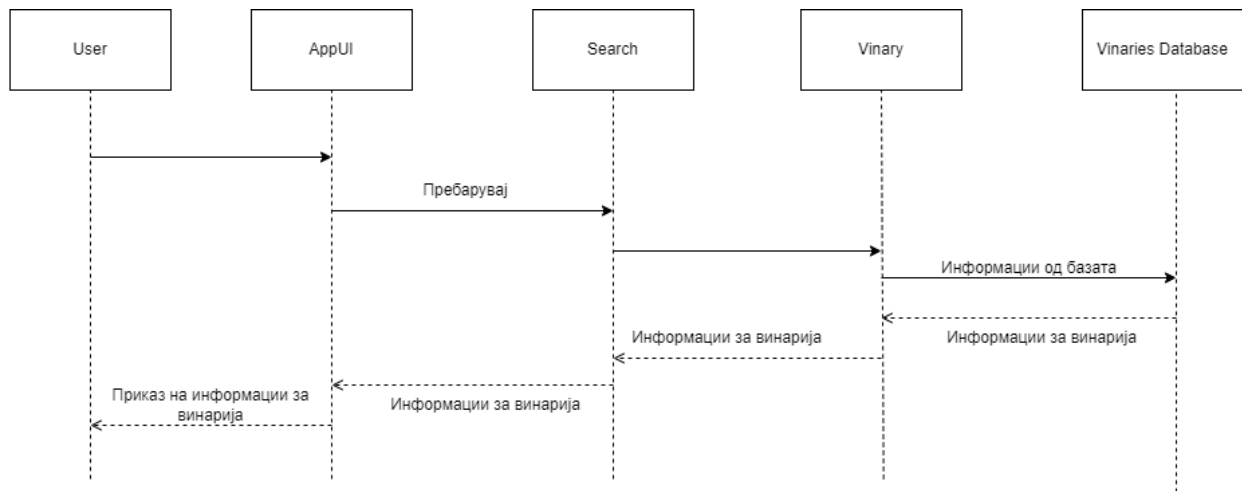 User
AppUI
Search
Vinary
Vinaries Database
Пребарувај
Информации од базата
Информации за винарија
Информации за винарија
Информации за винарија
Приказ на информации за
винарија